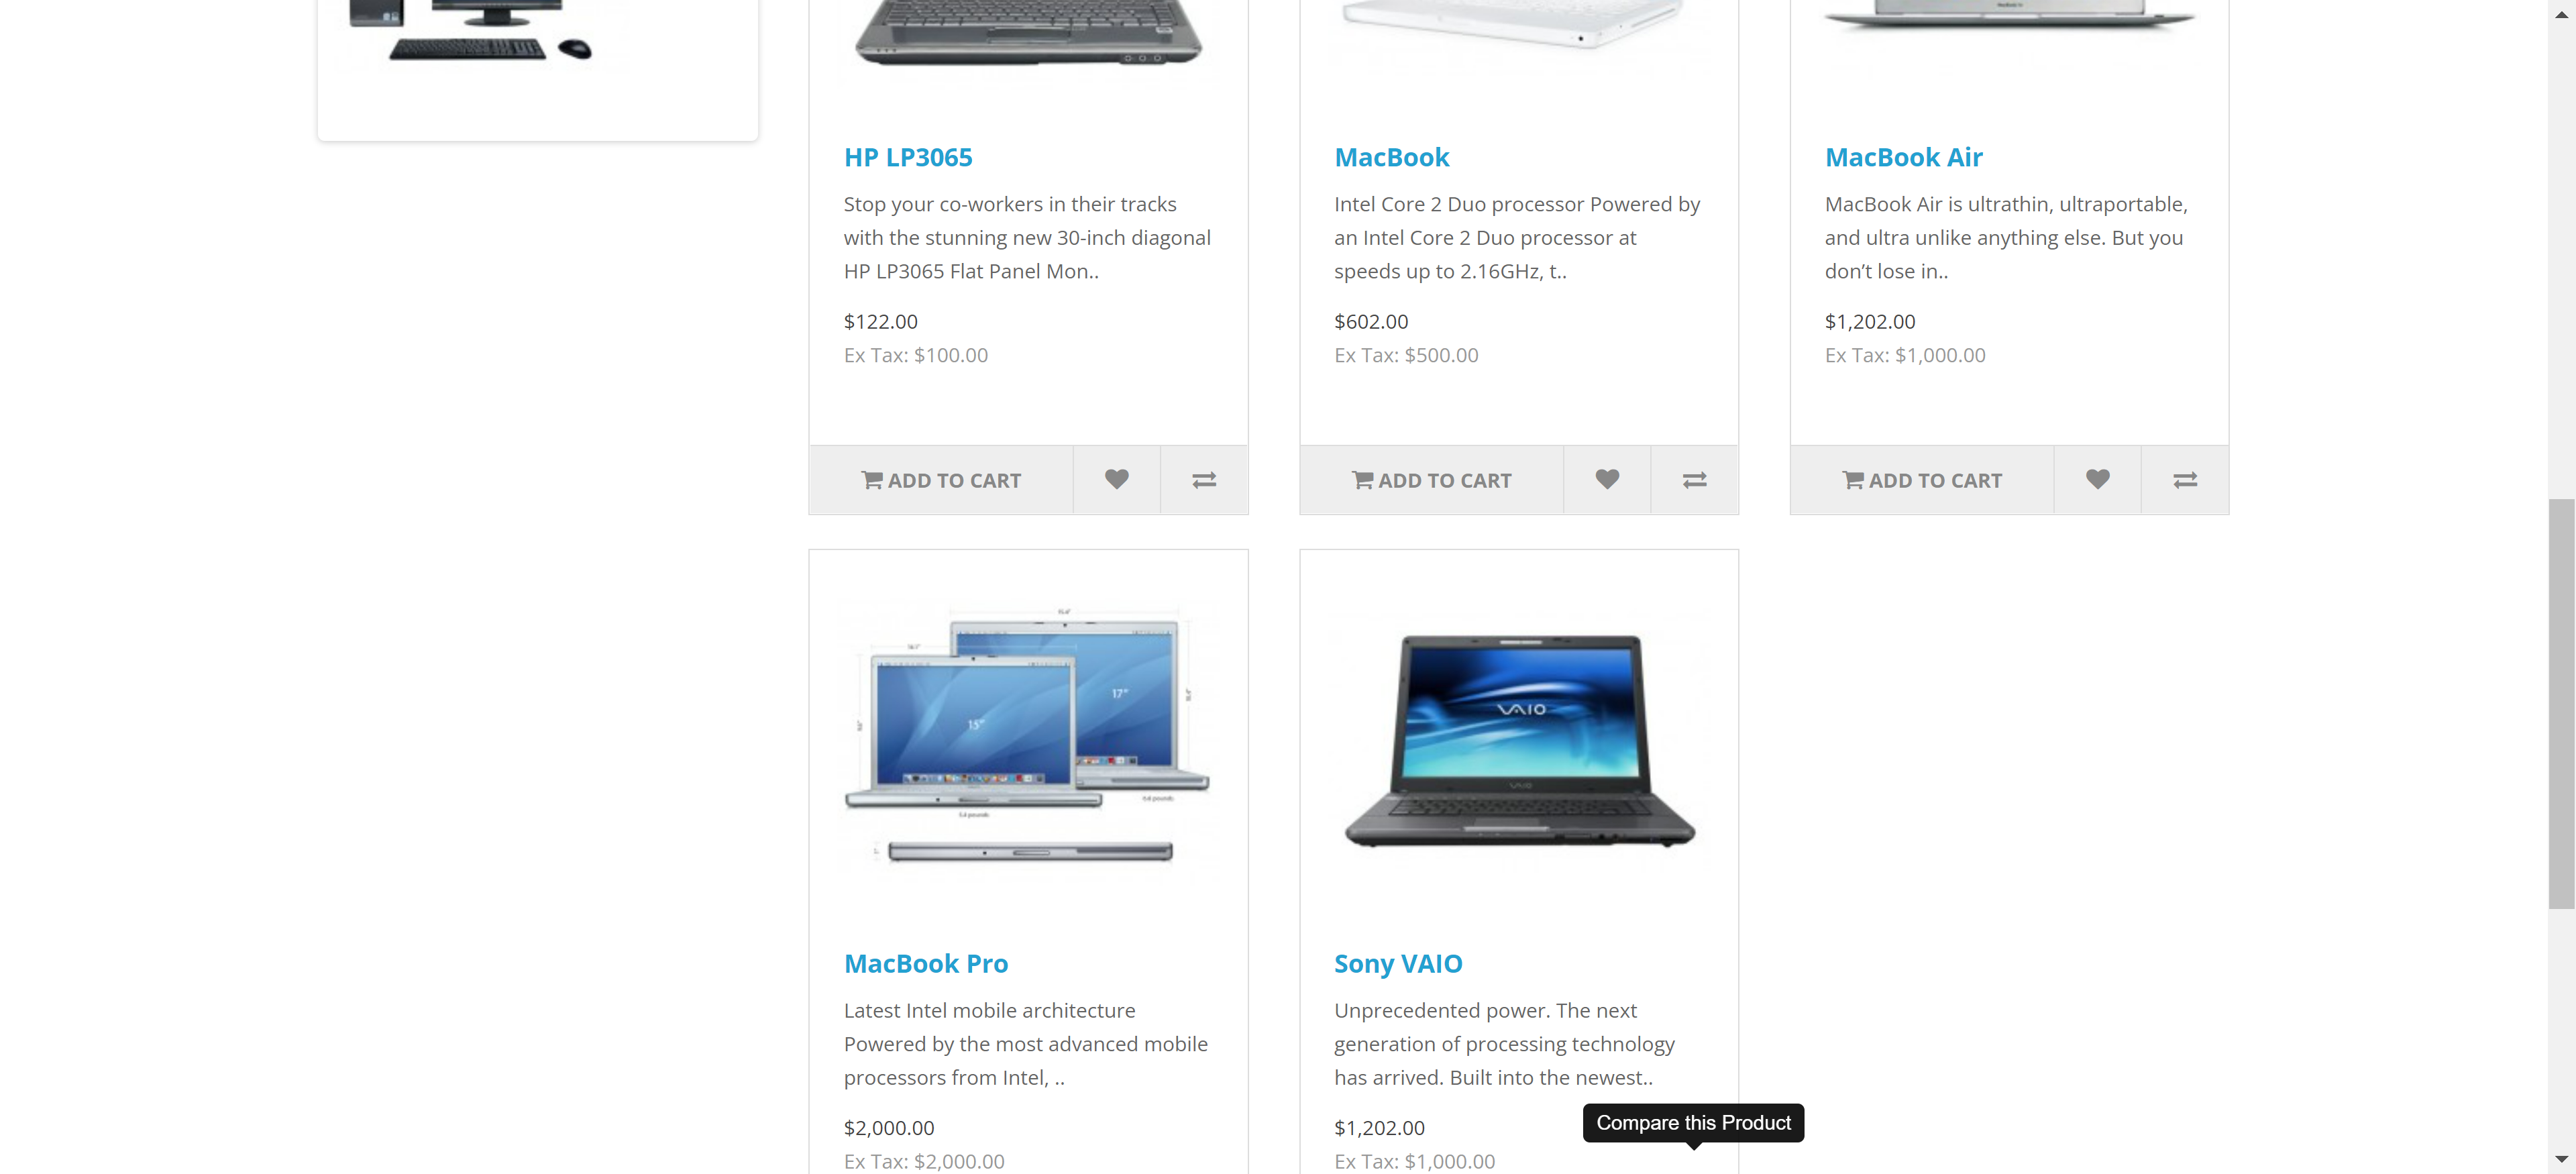 HP LP3065
Stop your co-workers in their tracks
with the stunning new 30-inch diagonal
HP LP3065 Flat Panel Mon..
$122.00
Ex Tax: $100.00
ADD TO CART
MacBook
Intel Core 2 Duo processor Powered by
an Intel Core 2 Duo processor at
speeds up to 2.16GHz, t..
$602.00
Ex Tax: $500.00
ADD TO CART
MacBook Air
MacBook Air is ultrathin, ultraportable,
and ultra unlike anything else. But you
don’t lose in..
$1,202.00
Ex Tax: $1,000.00
ADD TO CART
17"
15"
MacBook Pro
Latest Intel mobile architecture
Powered by the most advanced mobile
processors from Intel, ..
$2,000.00
Ex Tax: $2,000.00
VAIO
VAIO
Sony VAIO
Unprecedented power. The next
generation of processing technology
has arrived. Built into the newest..
Compare this Product
$1,202.00
Ex Tax: $1,000.00